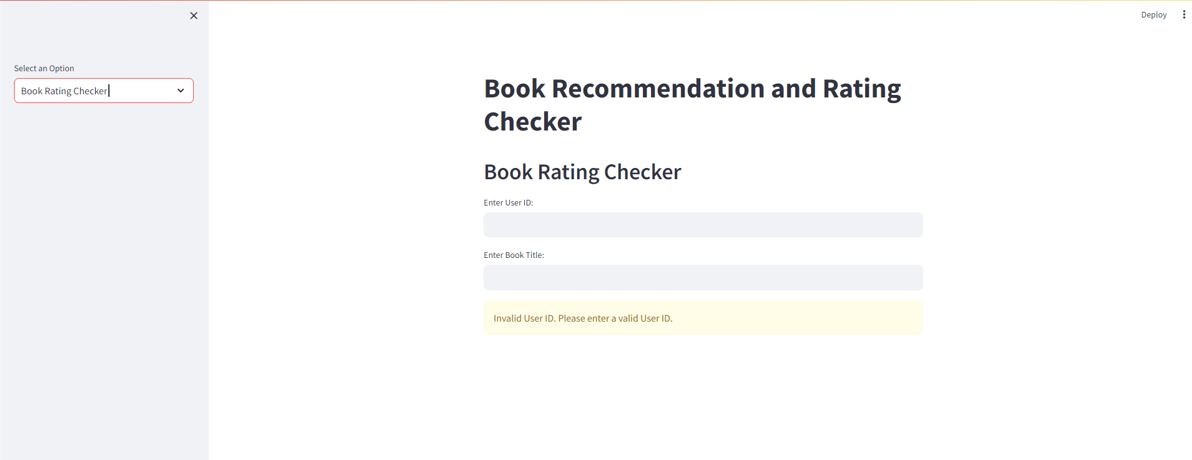 Deploy
Select an Option
Book Rating Checker
Book Recommendation and Rating
Checker
Book Rating Checker
Enter User ID:
Enter Book Title:
Invalid User ID. Please enter a valid User ID.